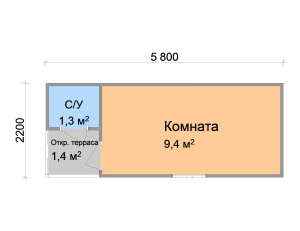 5 800
2200
С/У
1,3 м²
Откр. терраса
1,4 м²
Комната
9,4 м²